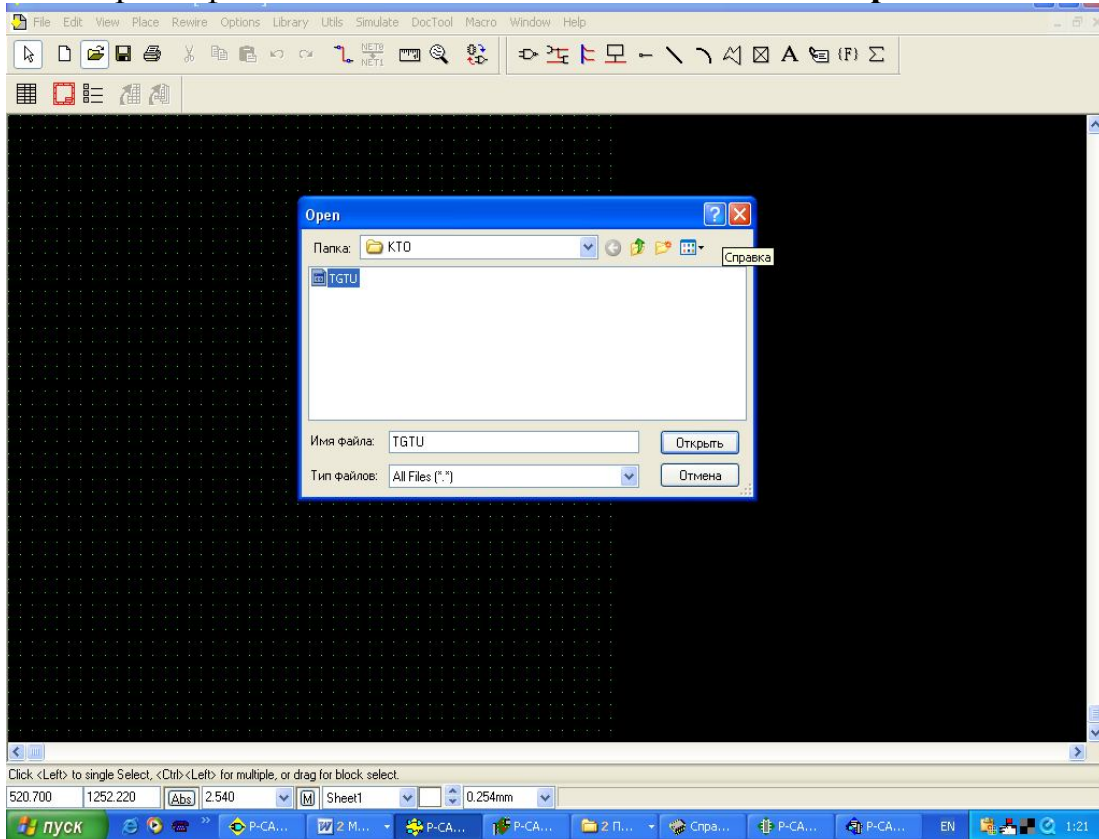 File Edit View Place Rewire Options Library Utils Simulate DocTool Macro Window Help
NET0
NET1
A {F} Σ
Open
Папка: КТО
Справка
TGTU
Имя файла: TGTU Открыть
Тип файлов: All Files (*.*) Отмена
Click <Left> to single Select, <Ctrl><Left> for multiple, or drag for block select.
520.700 1252.220 Abs 2.540 M Sheet1 0.254mm
пуск » P-CA... 2 М... P-CA... P-CA... 2 П... Спра... P-CA... P-CA... EN 1:21